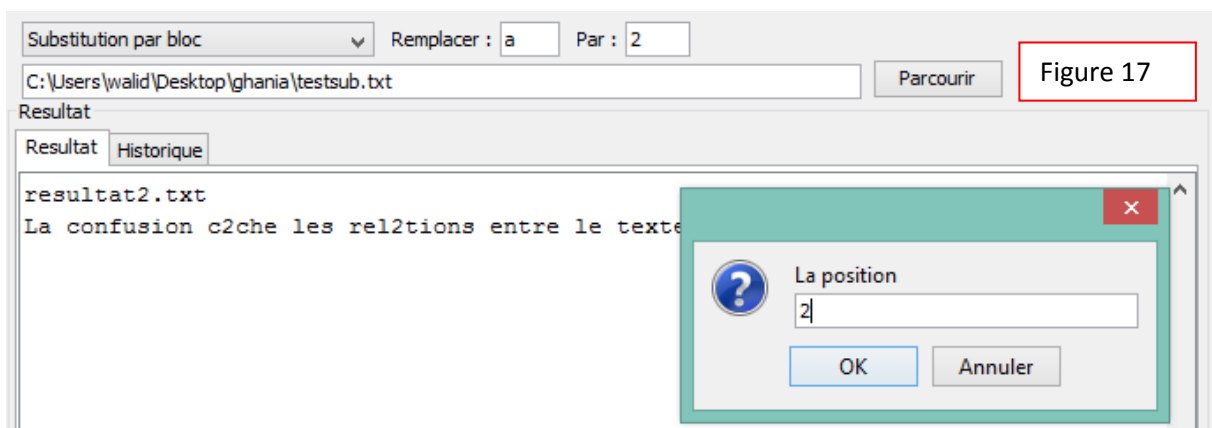 Substitution par bloc Remplacer : a Par : 2
C:\Users\walid\Desktop\ghania\testsub.txt Parcourir Figure 17
Resultat
Resultat Historique
resultat2.txt
La confusion c2che les rel2tions entre le texte
La position
2
OK Annuler